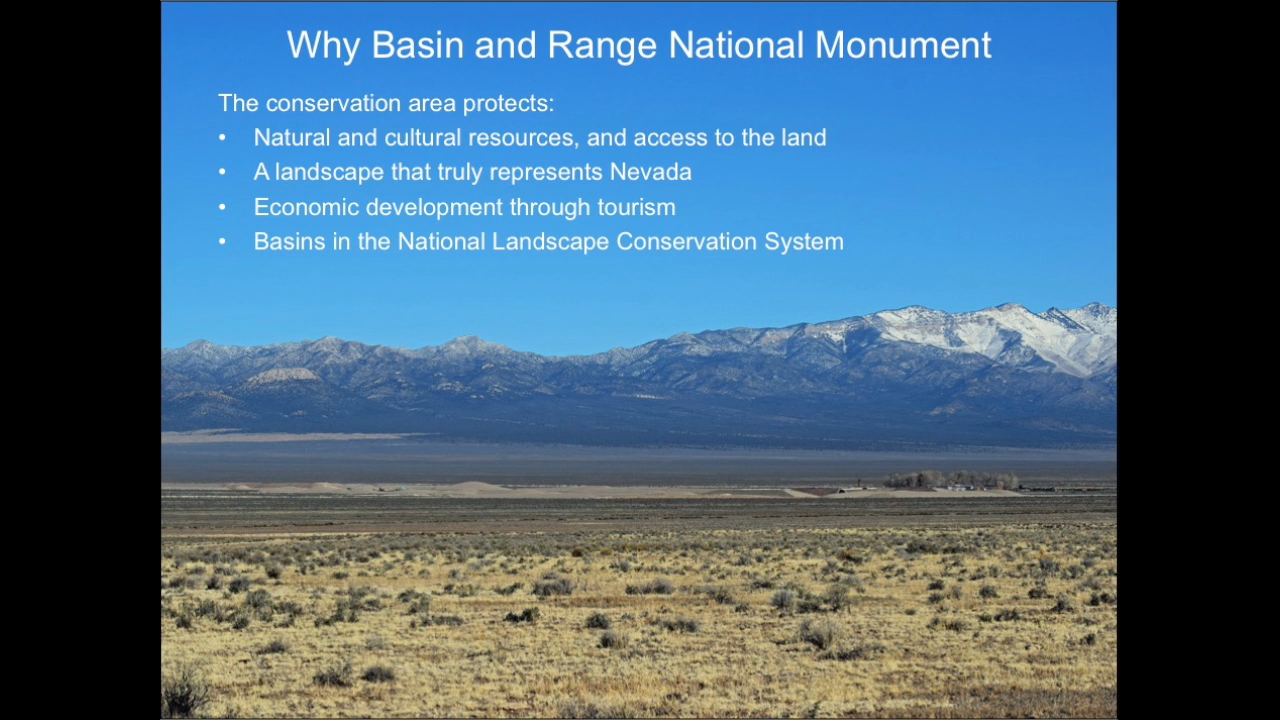 Why Basin and Range National Monument
The conservation area protects:
• Natural and cultural resources, and access to the land
• A landscape that truly represents Nevada
• Economic development through tourism
• Basins in the National Landscape Conservation System